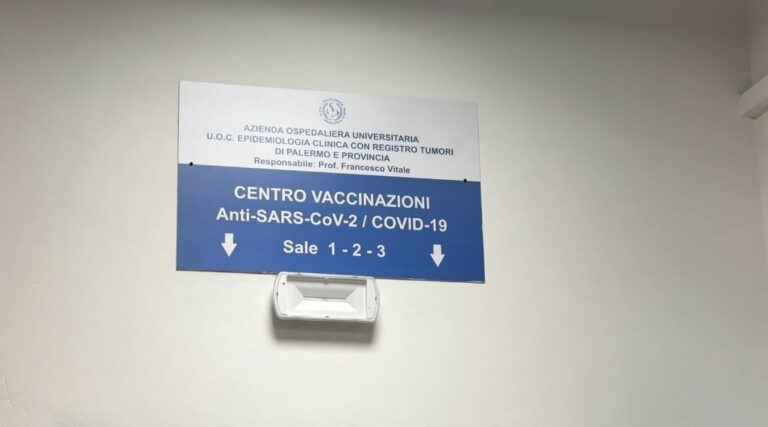 AZIENDA OSPEDALIERA UNIVERSITARIA
U.O.C. EPIDEMIOLOGIA CLINICA CON REGISTRO TUMORI
DI PALERMO E PROVINCIA
Responsabile: Prof. Francesco Vitale
CENTRO VACCINAZIONI
Anti-SARS-CoV-2 / COVID-19
Sale 1 - 2 - 3